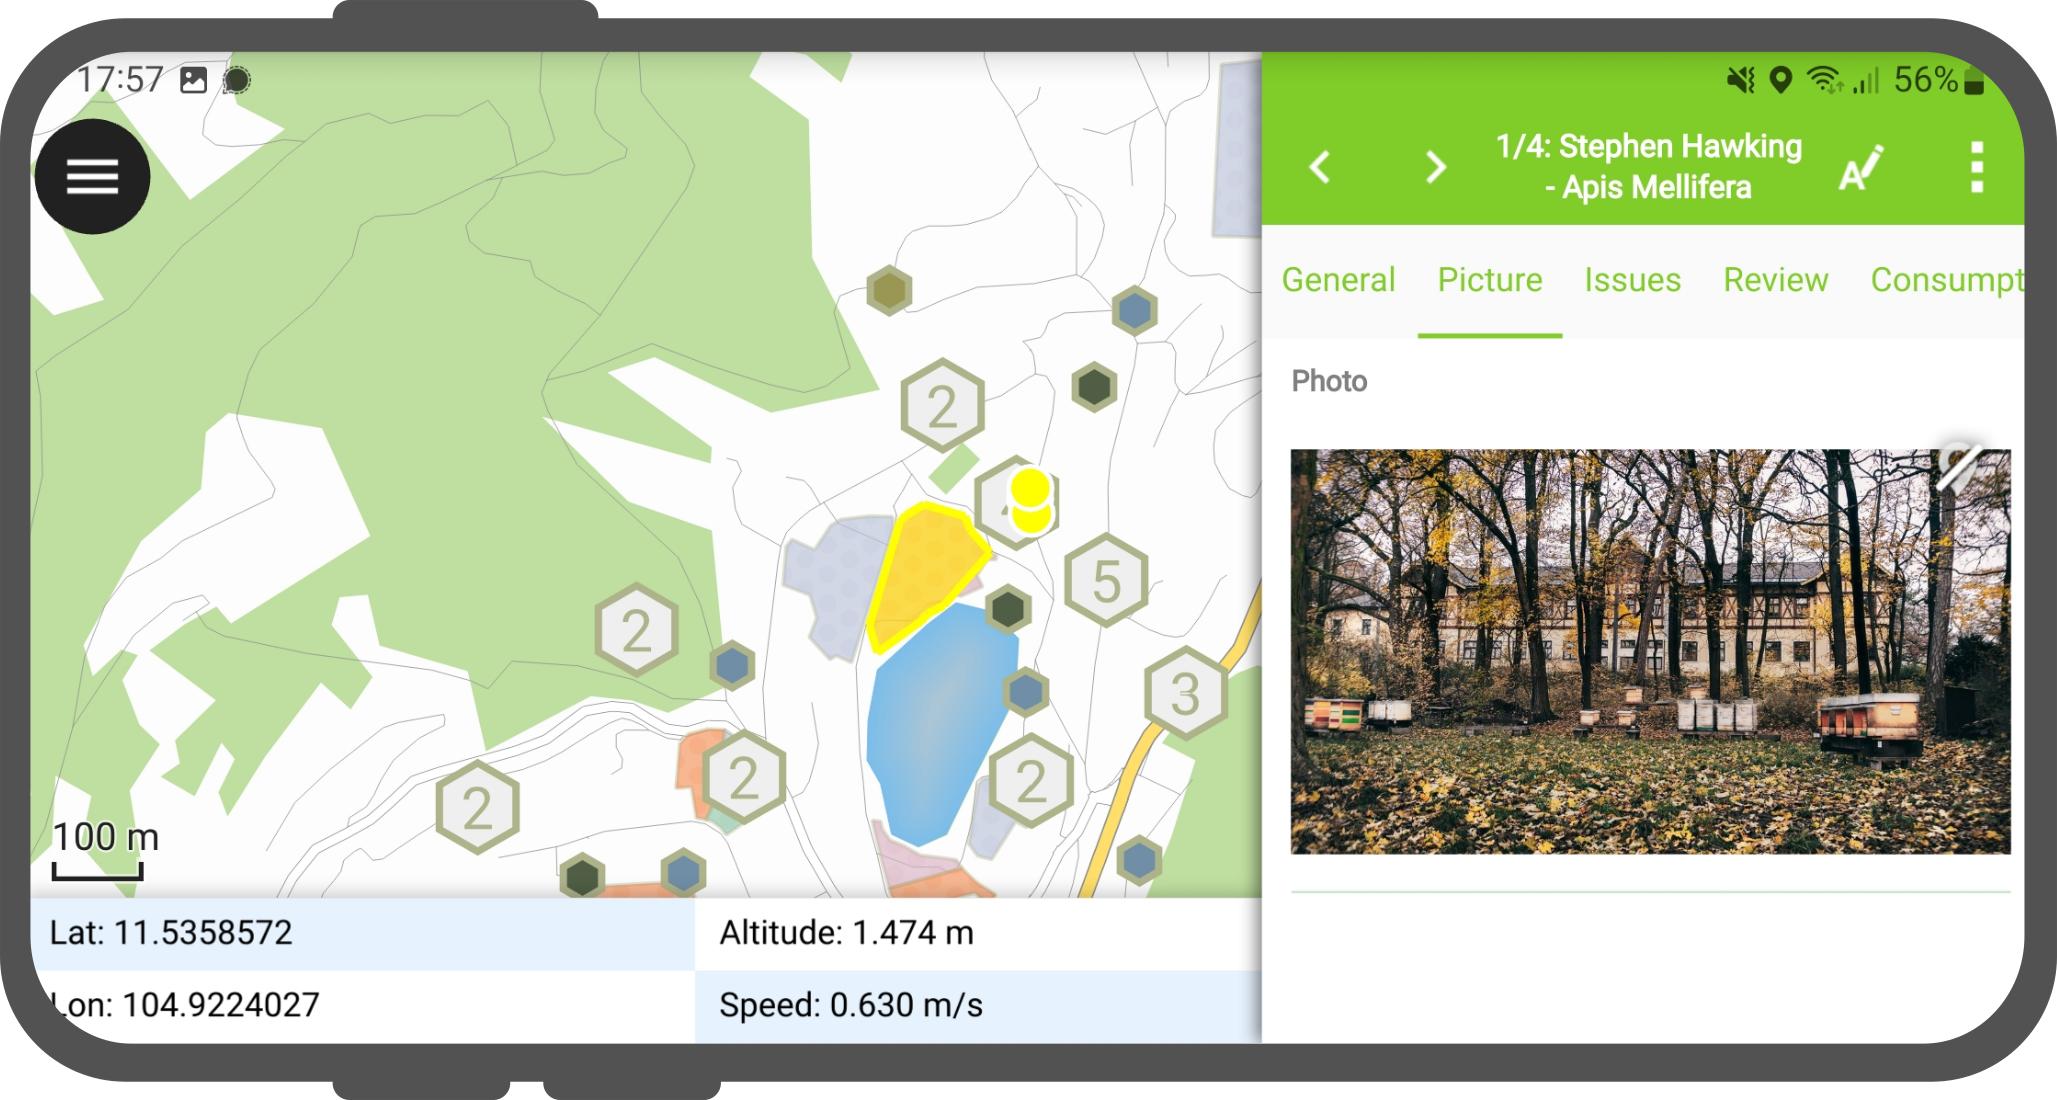 17:57
56%
1/4: Stephen Hawking
- Apis Mellifera
General Picture Issues Review Consumpt
Photo
2
5
2
3
2
2
2
100 m
Lat: 11.5358572
Altitude: 1.474 m
Lon: 104.9224027
Speed: 0.630 m/s